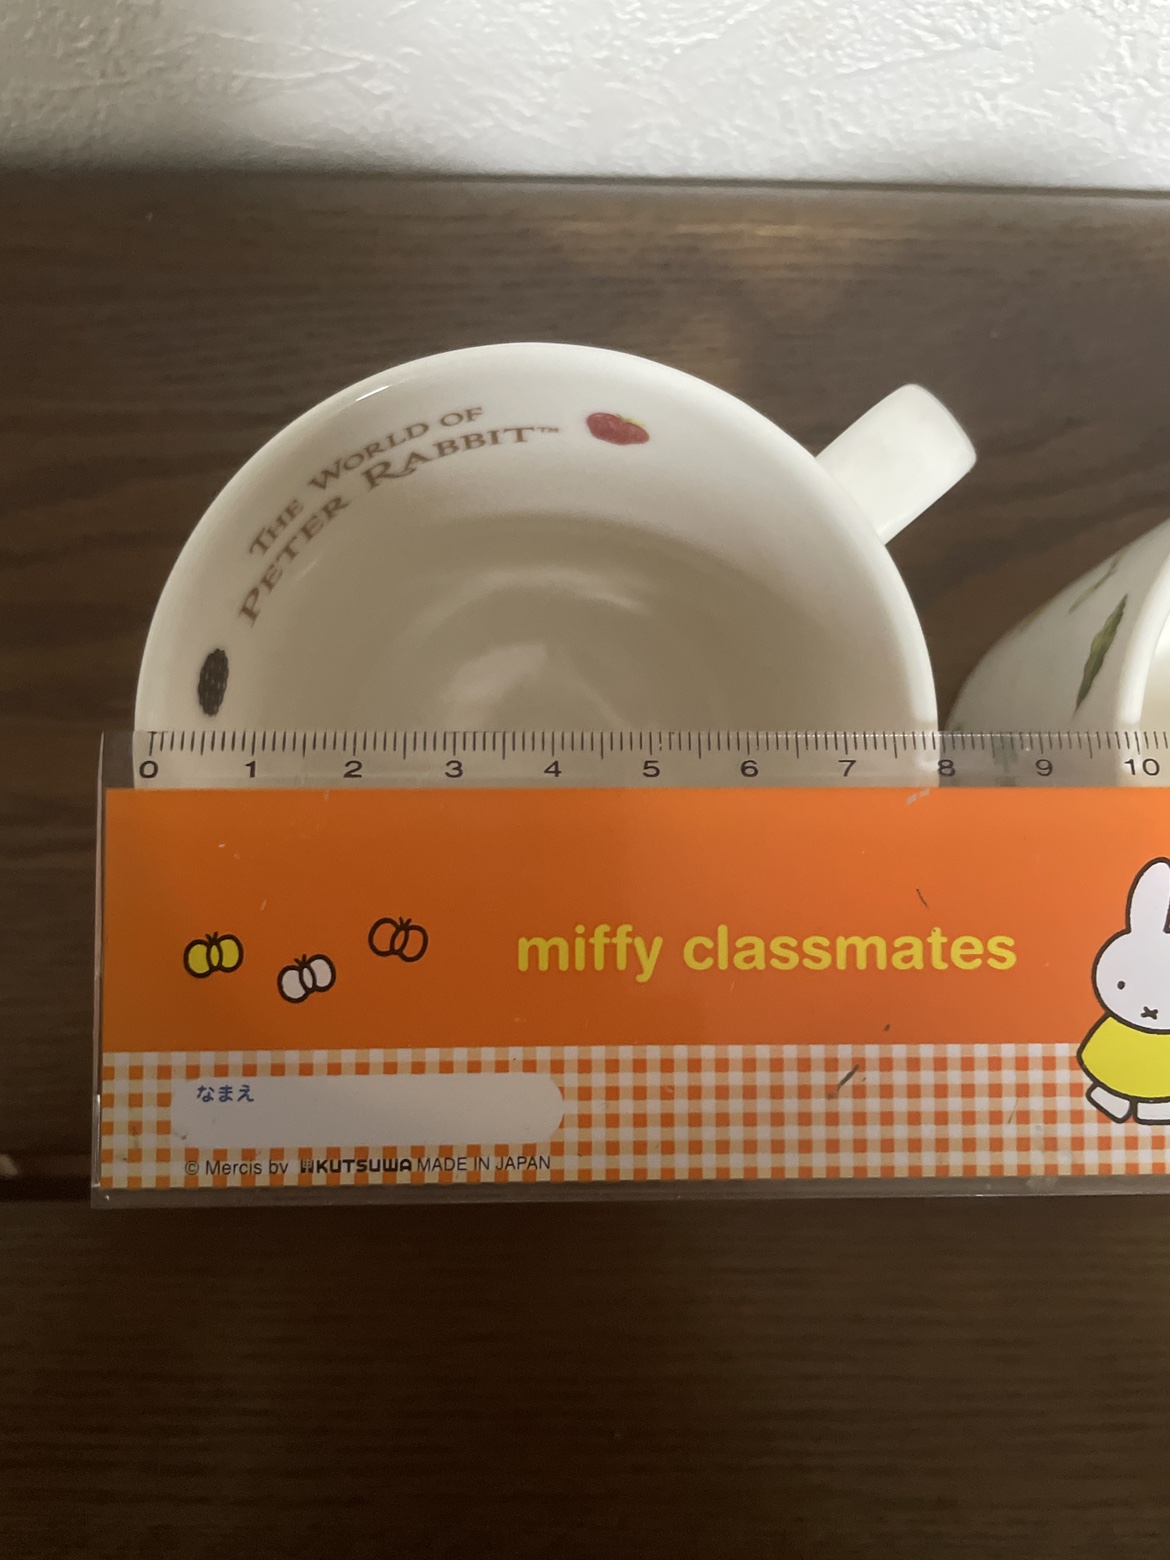 THE WORLD OF
PETER RABBIT™
0 1 2 3 4 5 6 7 8 9 10
miffy classmates
なまえ
© Mercis bv KUTSUWA MADE IN JAPAN